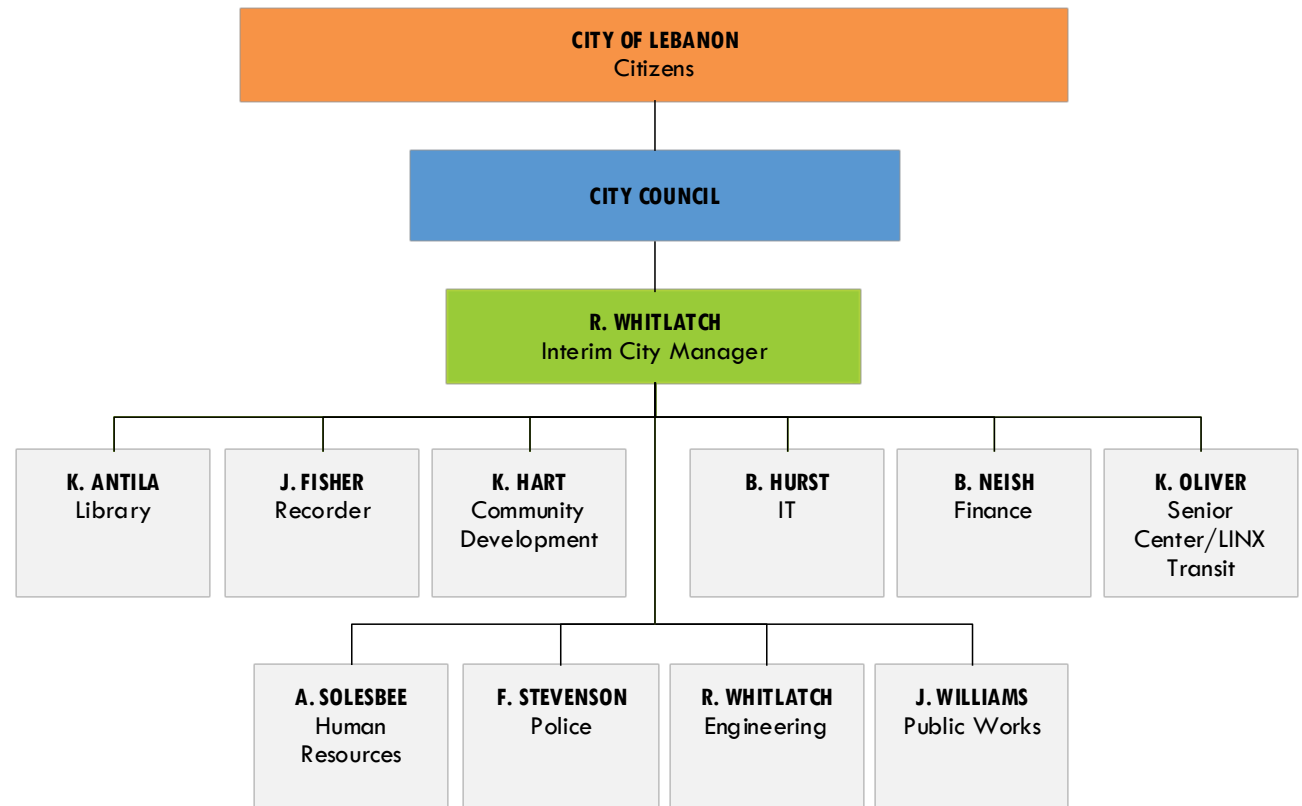 CITY OF LEBANON
Citizens
CITY COUNCIL
R. WHITLATCH
Interim City Manager
K. ANTILA
Library
J. FISHER
Recorder
K. HART
Community
Development
B. HURST
IT
B. NEISH
Finance
K. OLIVER
Senior
Center/LINX
Transit
A. SOLESBEE
Human
Resources
F. STEVENSON
Police
R. WHITLATCH
Engineering
J. WILLIAMS
Public Works